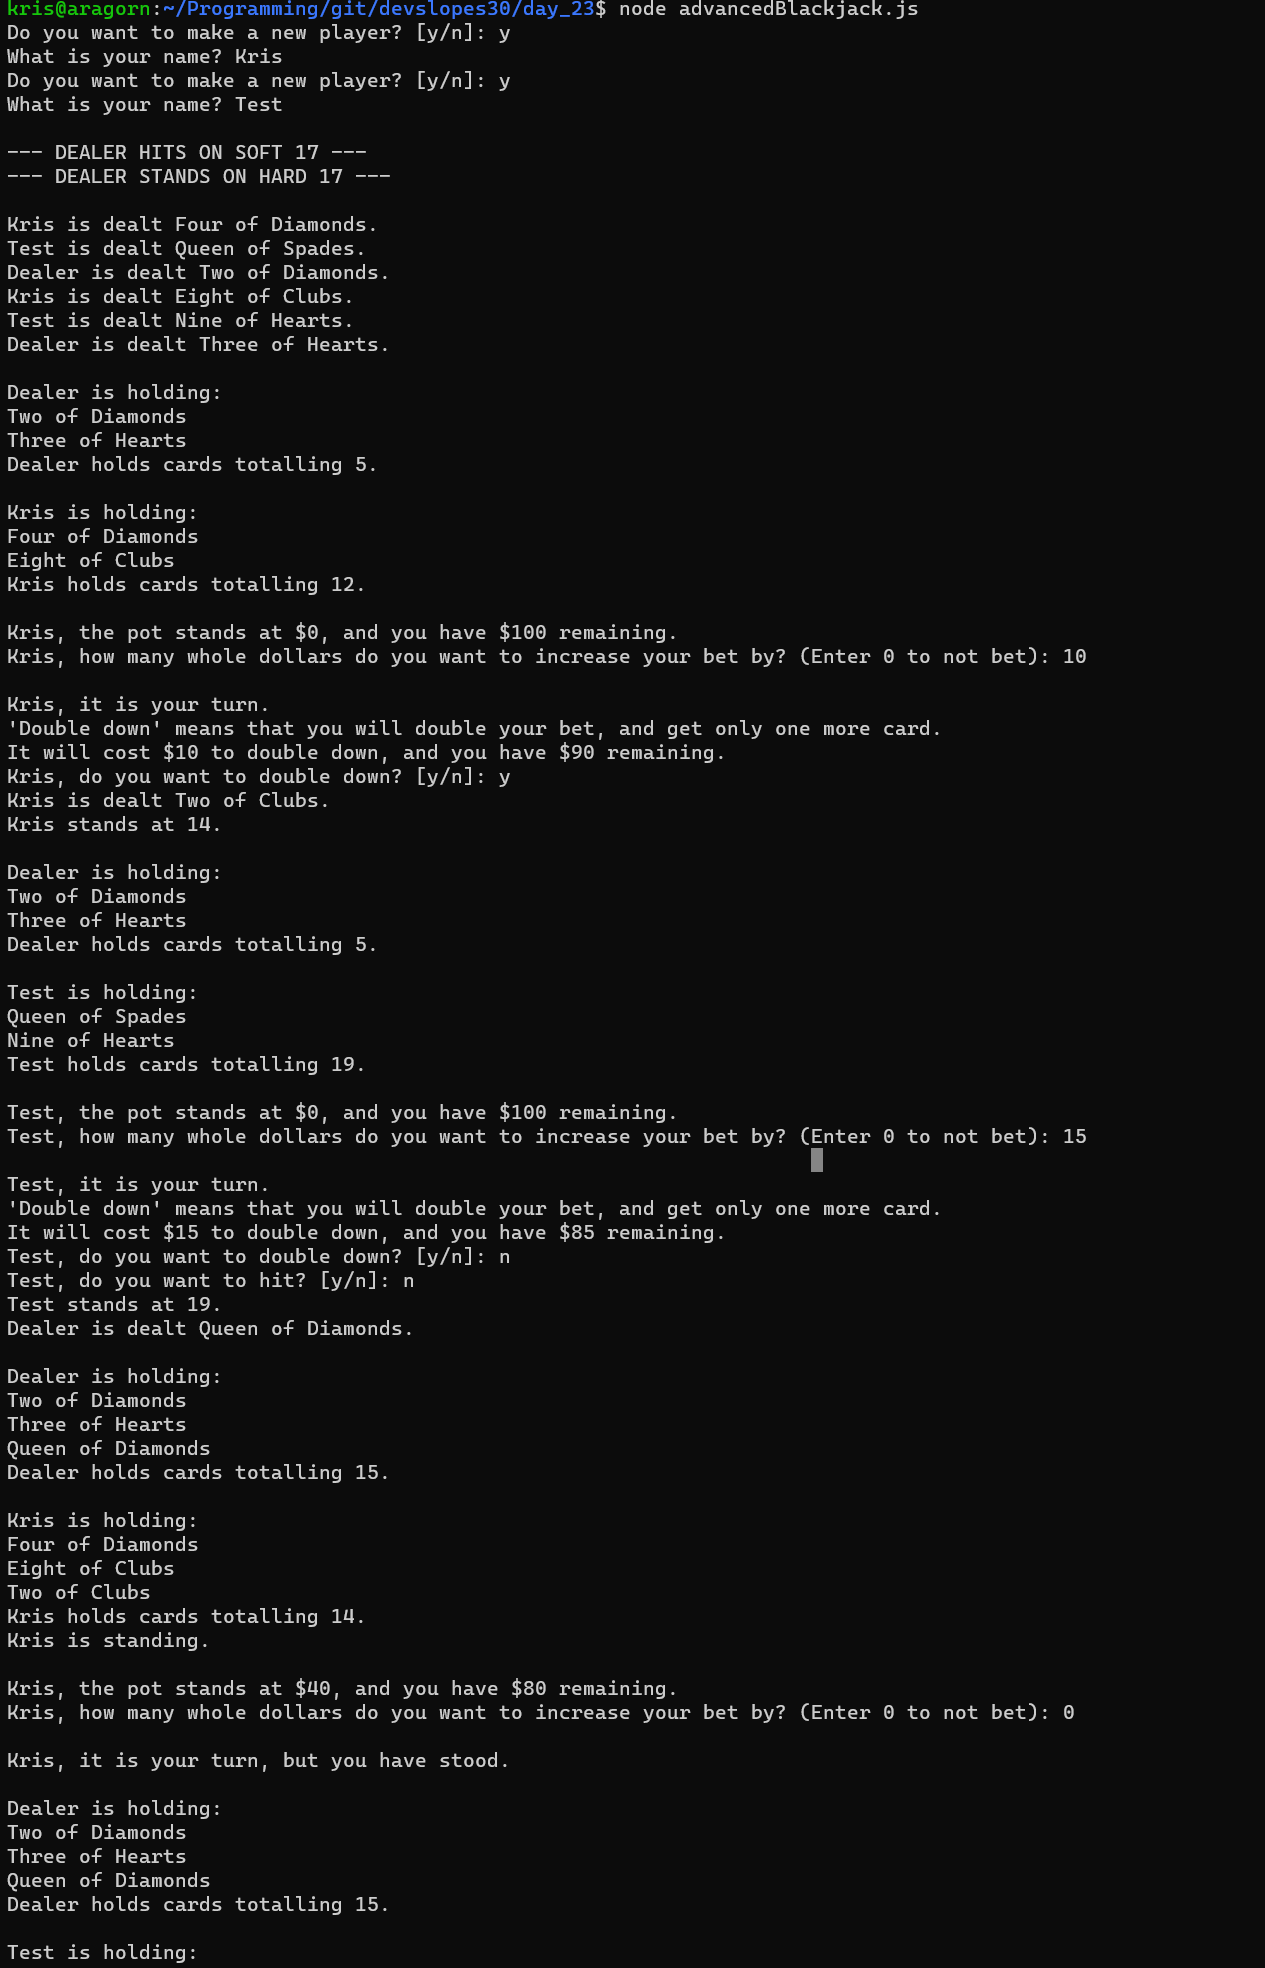 kris@aragorn:~/Programming/git/devslopes30/day_23$ node advancedBlackjack.js
Do you want to make a new player? [y/n]: y
What is your name? Kris
Do you want to make a new player? [y/n]: y
What is your name? Test
--- DEALER HITS ON SOFT 17 ---
--- DEALER STANDS ON HARD 17 ---
Kris is dealt Four of Diamonds.
Test is dealt Queen of Spades.
Dealer is dealt Two of Diamonds.
Kris is dealt Eight of Clubs.
Test is dealt Nine of Hearts.
Dealer is dealt Three of Hearts.
Dealer is holding:
Two of Diamonds
Three of Hearts
Dealer holds cards totalling 5.
Kris is holding:
Four of Diamonds
Eight of Clubs
Kris holds cards totalling 12.
Kris, the pot stands at $0, and you have $100 remaining.
Kris, how many whole dollars do you want to increase your bet by? (Enter 0 to not bet): 10
Kris, it is your turn.
'Double down' means that you will double your bet, and get only one more card.
It will cost $10 to double down, and you have $90 remaining.
Kris, do you want to double down? [y/n]: y
Kris is dealt Two of Clubs.
Kris stands at 14.
Dealer is holding:
Two of Diamonds
Three of Hearts
Dealer holds cards totalling 5.
Test is holding:
Queen of Spades
Nine of Hearts
Test holds cards totalling 19.
Test, the pot stands at $0, and you have $100 remaining.
Test, how many whole dollars do you want to increase your bet by? (Enter 0 to not bet): 15
Test, it is your turn.
'Double down' means that you will double your bet, and get only one more card.
It will cost $15 to double down, and you have $85 remaining.
Test, do you want to double down? [y/n]: n
Test, do you want to hit? [y/n]: n
Test stands at 19.
Dealer is dealt Queen of Diamonds.
Dealer is holding:
Two of Diamonds
Three of Hearts
Queen of Diamonds
Dealer holds cards totalling 15.
Kris is holding:
Four of Diamonds
Eight of Clubs
Two of Clubs
Kris holds cards totalling 14.
Kris is standing.
Kris, the pot stands at $40, and you have $80 remaining.
Kris, how many whole dollars do you want to increase your bet by? (Enter 0 to not bet): 0
Kris, it is your turn, but you have stood.
Dealer is holding:
Two of Diamonds
Three of Hearts
Queen of Diamonds
Dealer holds cards totalling 15.
Test is holding: